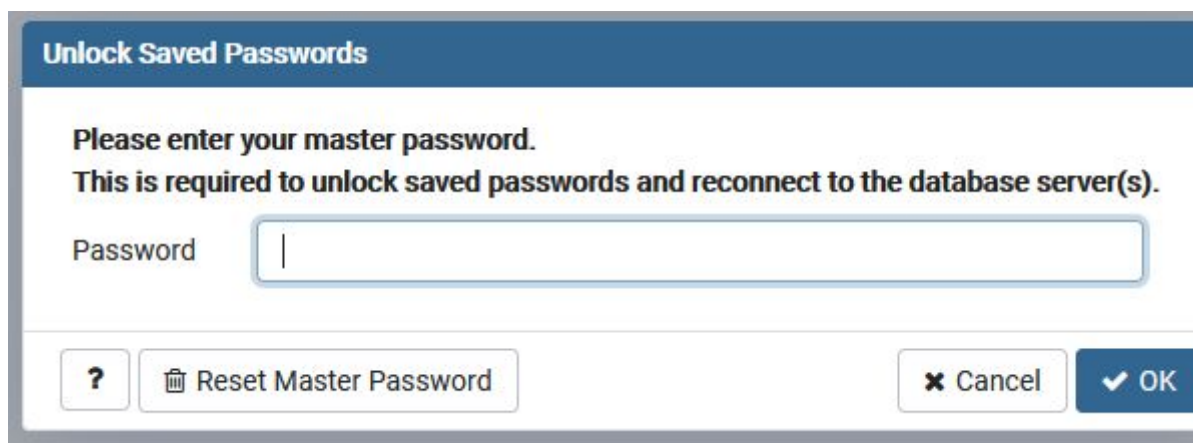 Unlock Saved Passwords
Please enter your master password.
This is required to unlock saved passwords and reconnect to the database server(s).
Password
? Reset Master Password Cancel OK